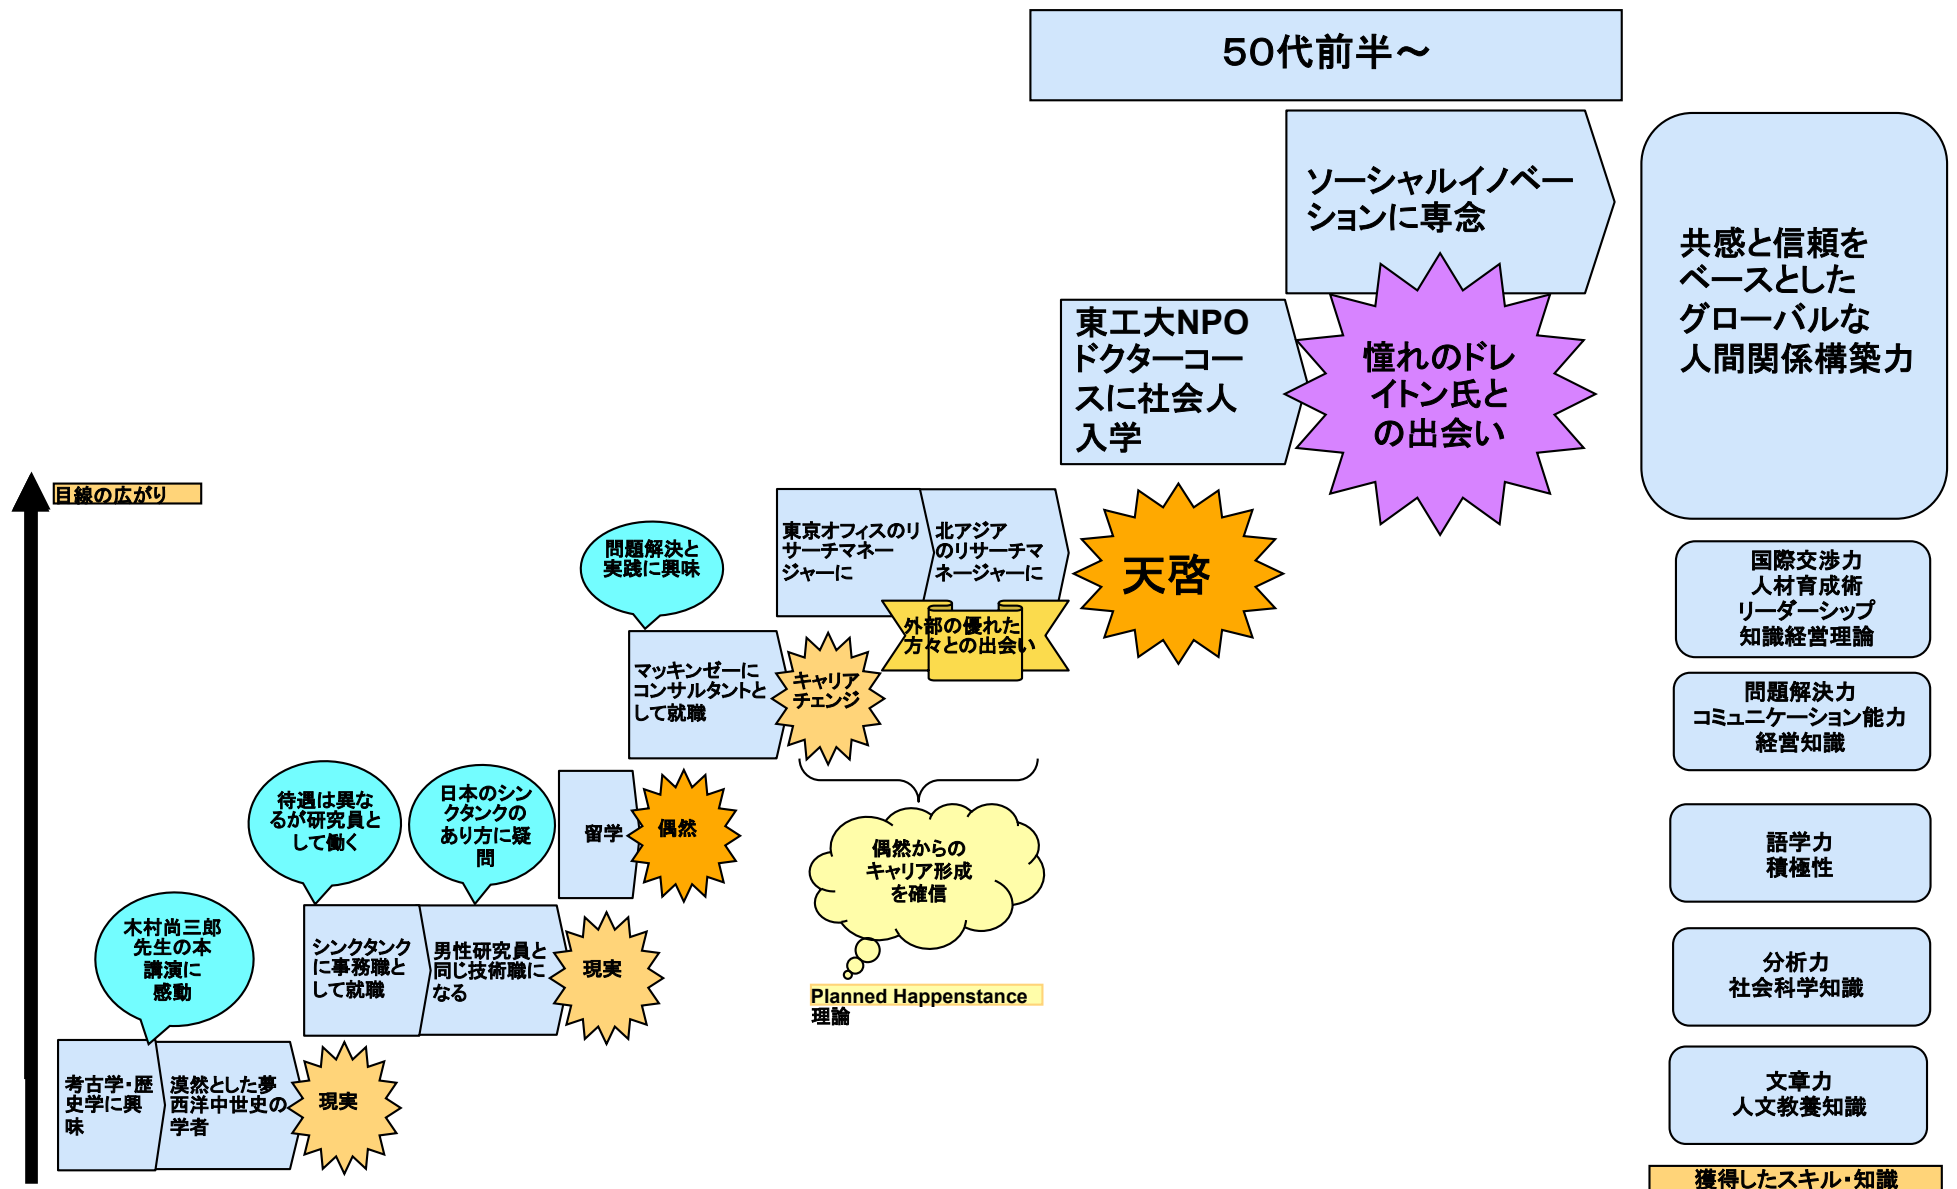 50代前半～
ソーシャルイノベー
ションに専念
共感と信頼を
ベースとした
グローバルな
人間関係構築力
東工大NPO
ドクターコー
スに社会人
入学
憧れのドレ
イトン氏と
の出会い
目線の広がり
東京オフィスのリ
サーチマネー
ジャーに
北アジア
のリサーチマ
ネージャーに
天啓
外部の優れた
方々との出会い
問題解決と
実践に興味
国際交渉力
人材育成術
リーダーシップ
知識経営理論
マッキンゼーに
コンサルタントと
して就職
キャリア
チェンジ
問題解決力
コミュニケーション能力
経営知識
待遇は異な
るが研究員と
して働く
日本のシン
クタンクの
あり方に疑
問
留学
偶然
偶然からの
キャリア形成
を確信
Planned Happenstance
理論
語学力
積極性
木村尚三郎
先生の本
講演に
感動
シンクタンク
に事務職と
して就職
男性研究員と
同じ技術職に
なる
現実
分析力
社会科学知識
考古学・歴
史学に興
味
漠然とした夢
西洋中世史の
学者
現実
文章力
人文教養知識
獲得したスキル・知識